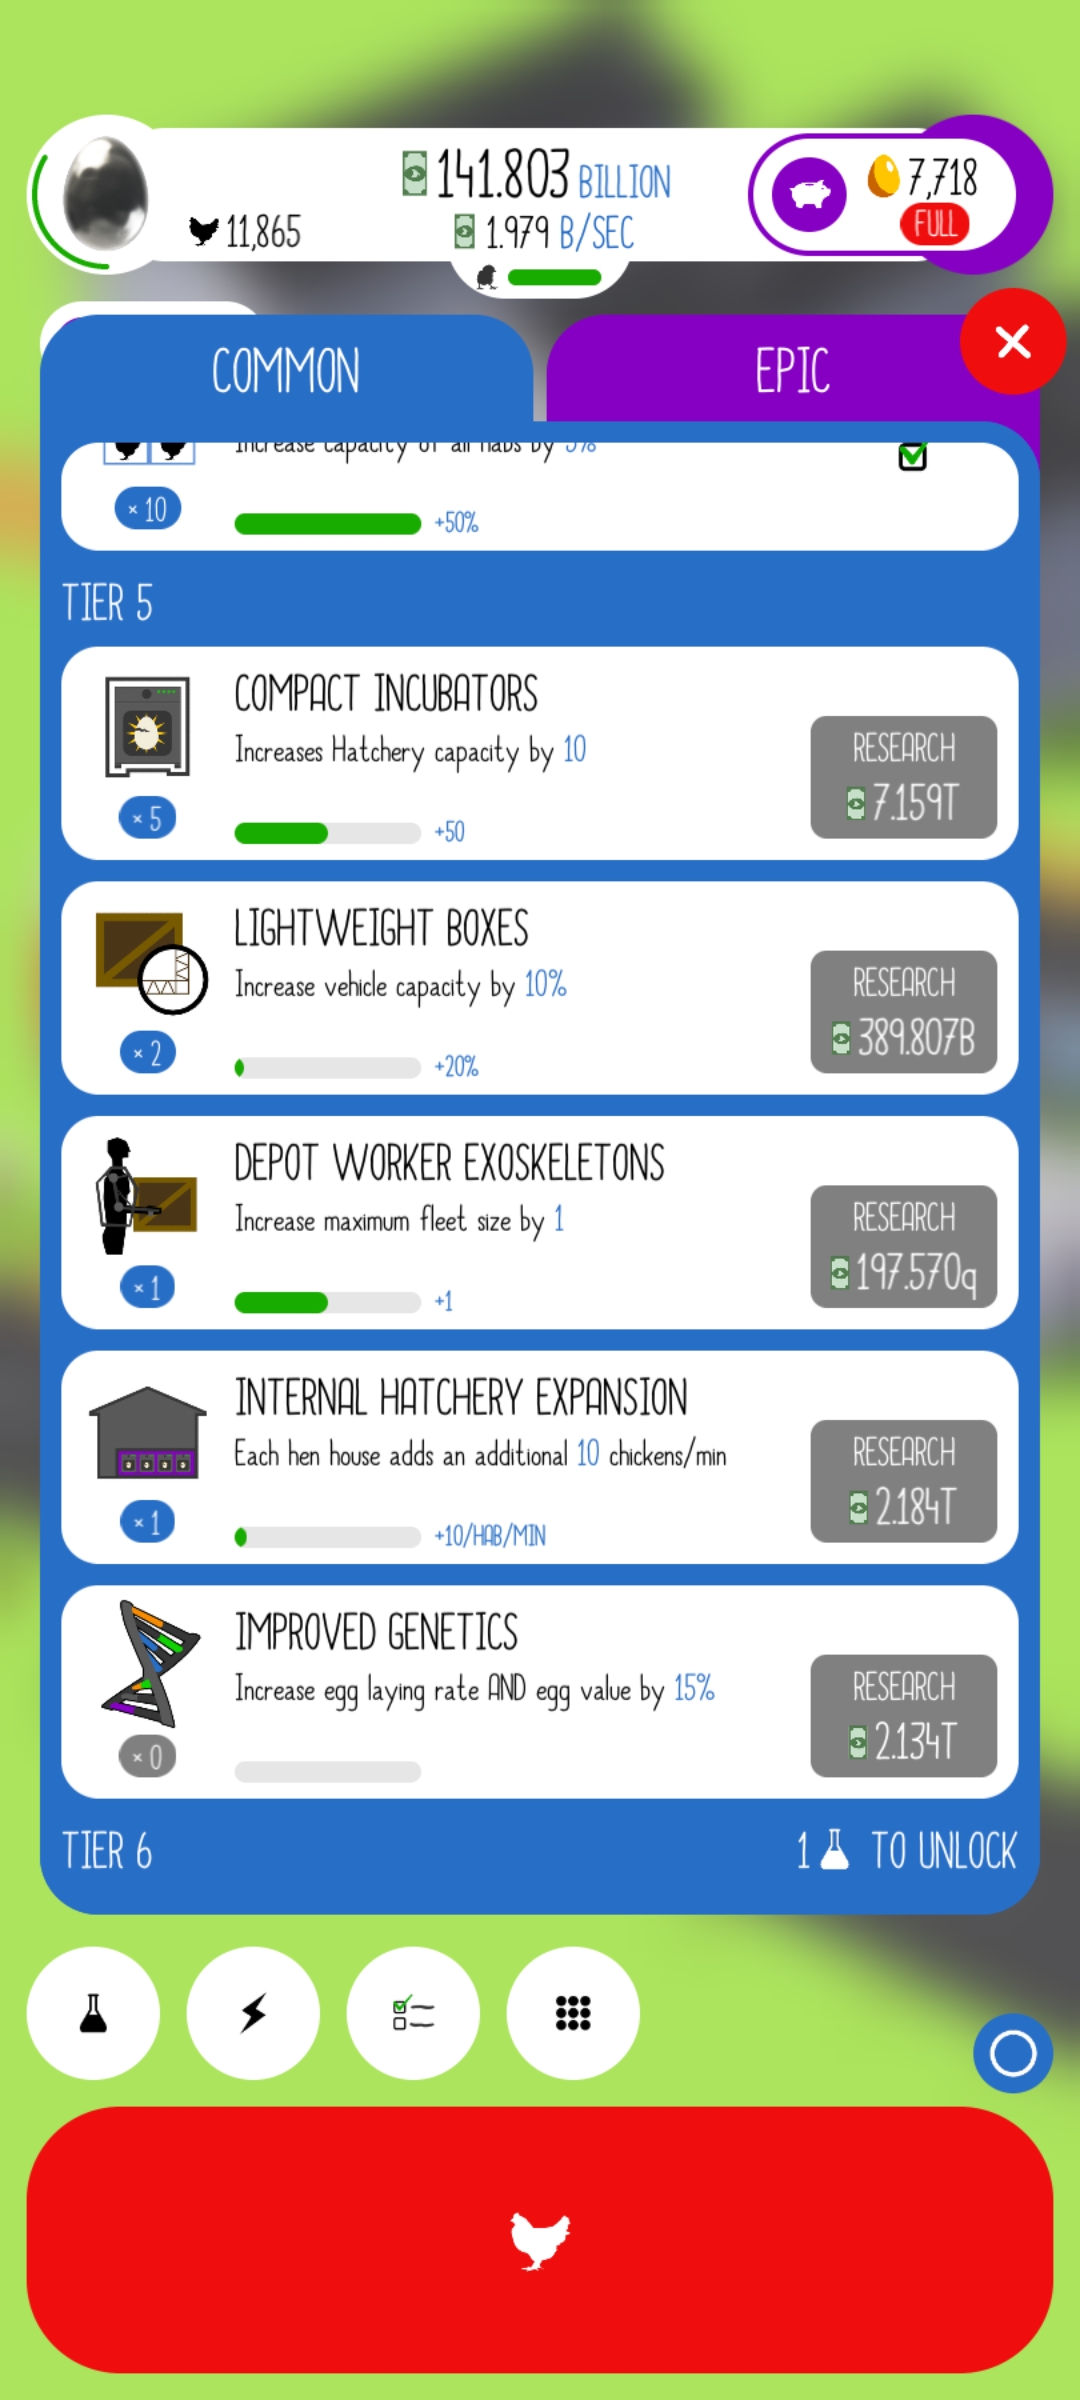 141.803 BILLION
7,718
11,865
1.979 B/SEC
FULL
COMMON
EPIC
Increase capacity of all habs by 5%
× 10
+50%
TIER 5
COMPACT INCUBATORS
Increases Hatchery capacity by 10
RESEARCH
7.159T
× 5
+50
LIGHTWEIGHT BOXES
Increase vehicle capacity by 10%
RESEARCH
389.807B
× 2
+20%
DEPOT WORKER EXOSKELETONS
Increase maximum fleet size by 1
RESEARCH
197.570q
× 1
+1
INTERNAL HATCHERY EXPANSION
Each hen house adds an additional 10 chickens/min
RESEARCH
2.184T
× 1
+10/HAB/MIN
IMPROVED GENETICS
Increase egg laying rate AND egg value by 15%
RESEARCH
2.134T
× 0
TIER 6
1 TO UNLOCK